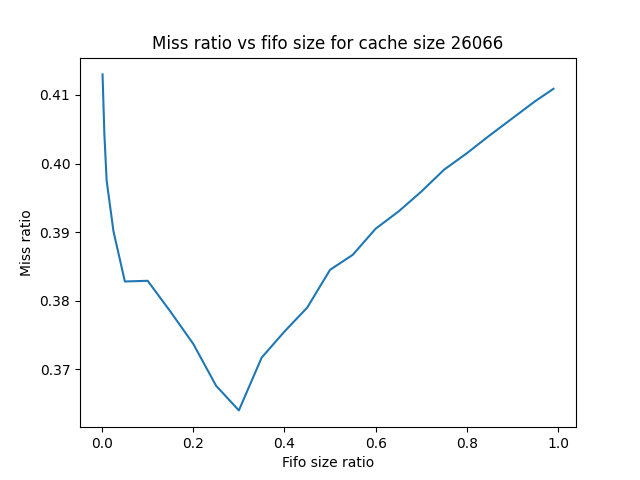 Miss ratio vs fifo size for cache size 26066
0.41
0.40
0.39
0.38
0.37
Miss ratio
0.0 0.2 0.4 0.6 0.8 1.0
Fifo size ratio